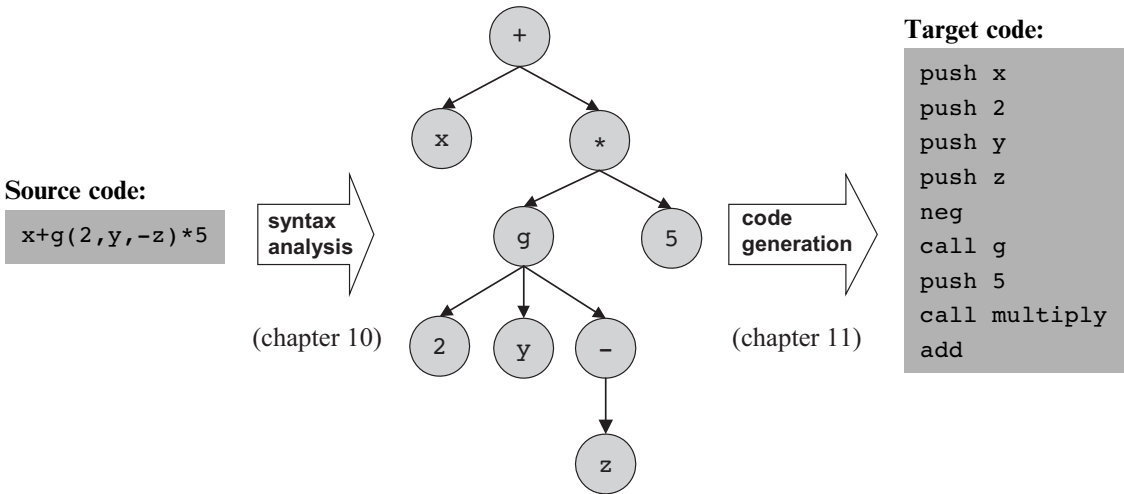 Source code:
x+g(2,y,-z)*5
syntax
analysis
(chapter 10)
+
x
*
g
5
2
y
-
z
code
generation
(chapter 11)
Target code:
push x
push 2
push y
push z
neg
call g
push 5
call multiply
add